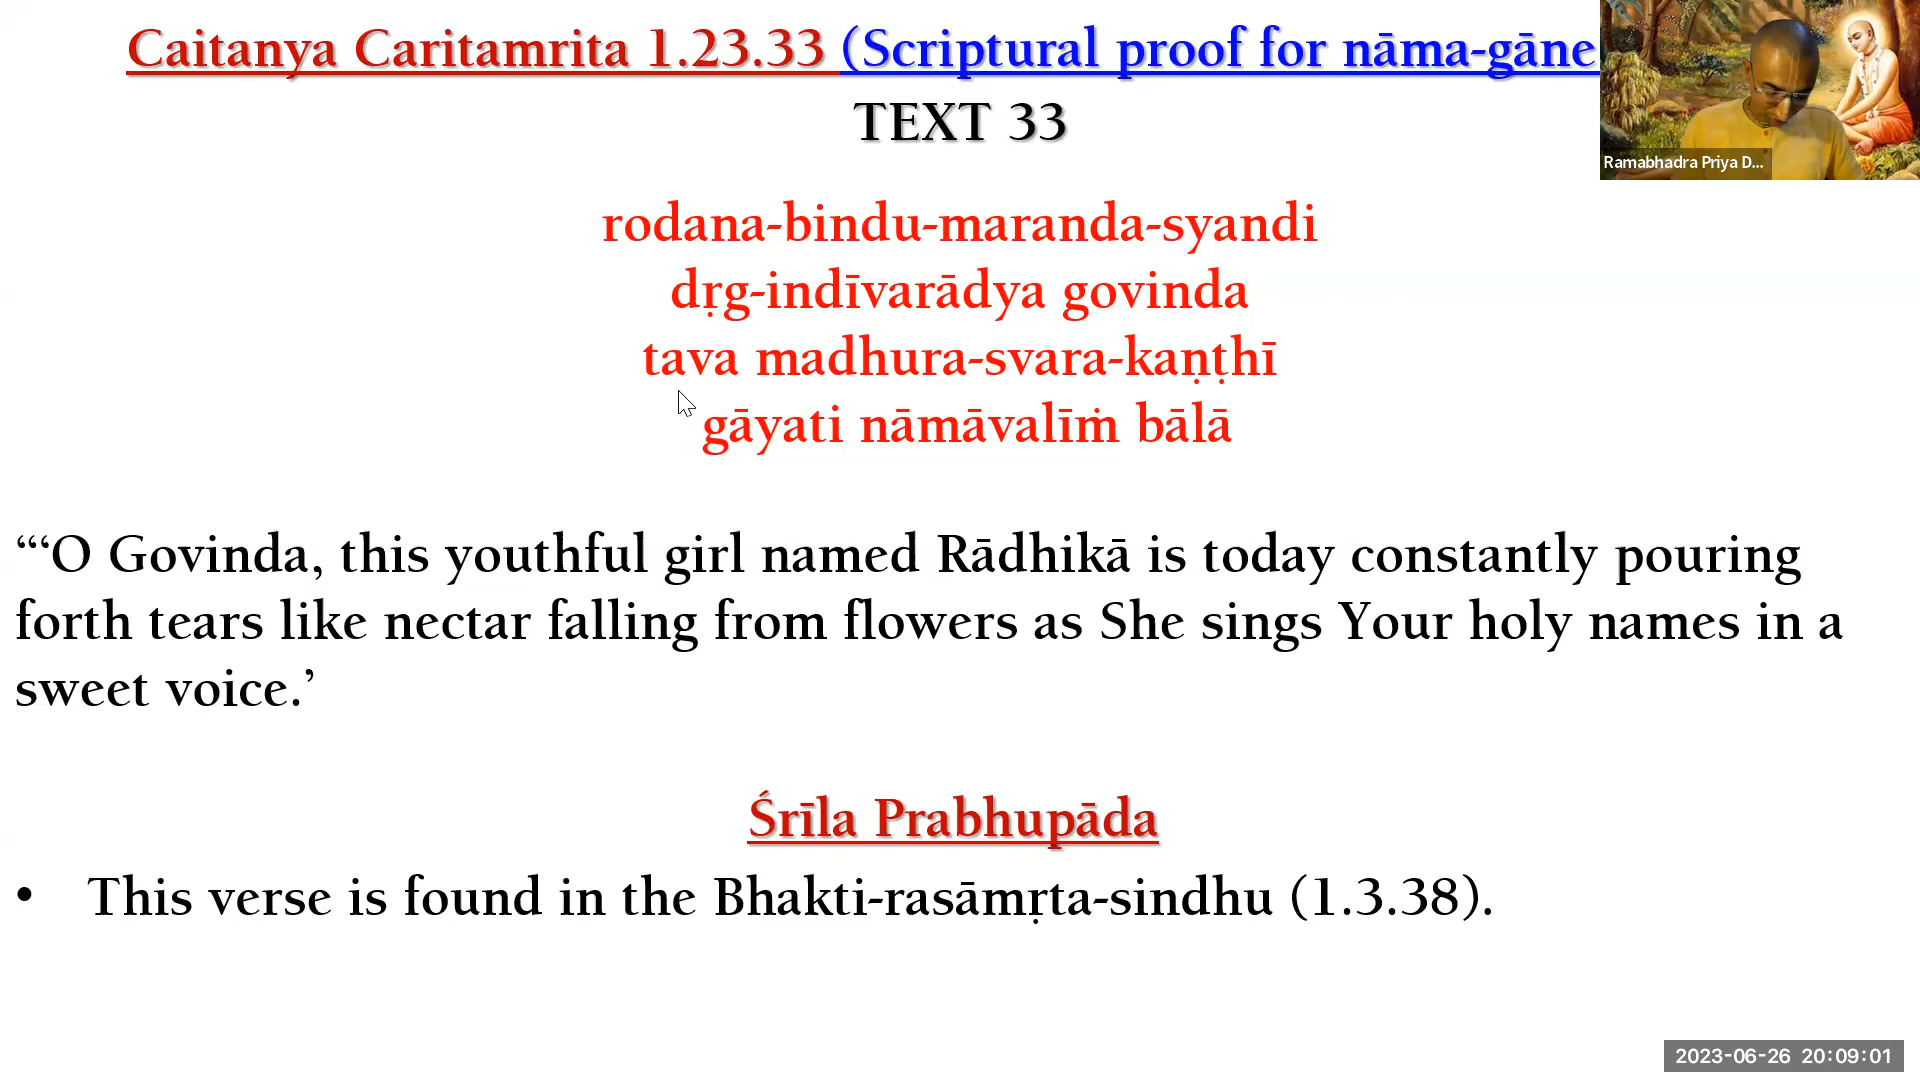 Caitanya Caritamrita 1.23.33 (Scriptural proof for nāma-gāne
TEXT 33
Ramabhadra Priya D...
rodana-bindu-maranda-syandi
dṛg-indīvarādya govinda
tava madhura-svara-kaṇṭhī
gāyati nāmāvalīṁ bālā
“‘O Govinda, this youthful girl named Rādhikā is today constantly pouring
forth tears like nectar falling from flowers as She sings Your holy names in a
sweet voice.’
Śrīla Prabhupāda
• This verse is found in the Bhakti-rasāmṛta-sindhu (1.3.38).
2023-06-26 20:09:01